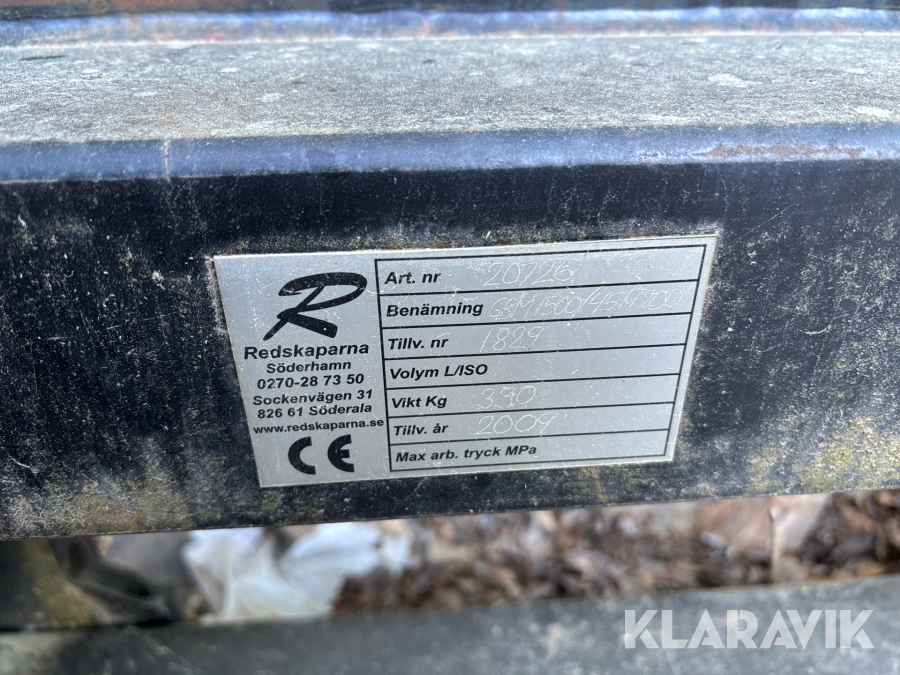 R
Redskaparna
Söderhamn
0270-28 73 50
Sockenvägen 31
826 61 Söderala
www.redskaparna.se
CE
Art. nr 20726
Benämning
Tillv. nr 1829
Volym L/ISO
Vikt Kg 330
Tillv. år 2009
Max arb. tryck MPa
KLARAVIK